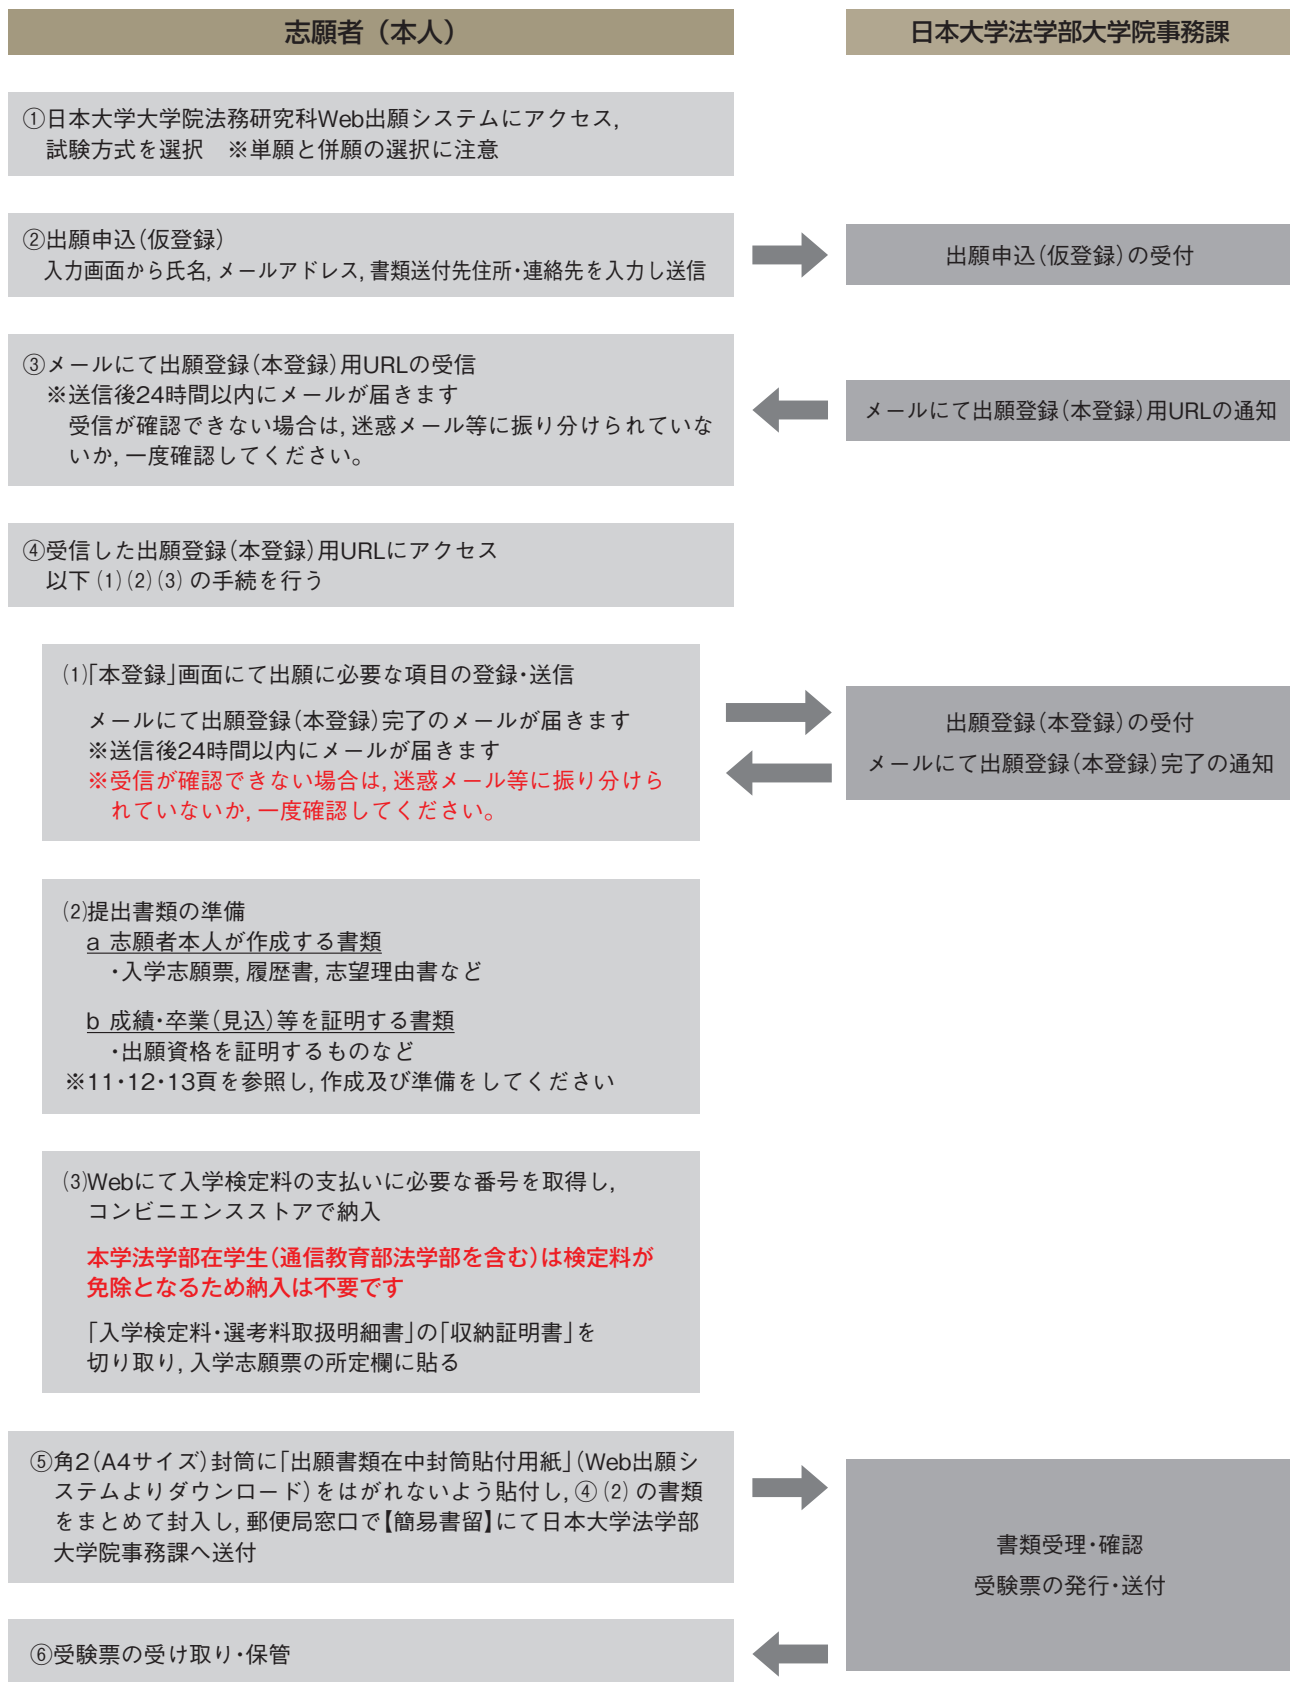 志願者（本人）
日本大学法学部大学院事務課
①日本大学大学院法務研究科Web出願システムにアクセス,
試験方式を選択　※単願と併願の選択に注意
②出願申込（仮登録）
入力画面から氏名, メールアドレス, 書類送付先住所・連絡先を入力し送信
出願申込（仮登録）の受付
③メールにて出願登録（本登録）用URLの受信
※送信後24時間以内にメールが届きます
受信が確認できない場合は, 迷惑メール等に振り分けられていな
いか, 一度確認してください。
メールにて出願登録（本登録）用URLの通知
④受信した出願登録（本登録）用URLにアクセス
以下 (1) (2) (3) の手続を行う
(1)「本登録」画面にて出願に必要な項目の登録・送信
メールにて出願登録（本登録）完了のメールが届きます
※送信後24時間以内にメールが届きます
※受信が確認できない場合は, 迷惑メール等に振り分けら
れていないか, 一度確認してください。
出願登録（本登録）の受付
メールにて出願登録（本登録）完了の通知
(2)提出書類の準備
a 志願者本人が作成する書類
・入学志願票, 履歴書, 志望理由書など
b 成績・卒業（見込）等を証明する書類
・出願資格を証明するものなど
※11・12・13頁を参照し, 作成及び準備をしてください
(3)Webにて入学検定料の支払いに必要な番号を取得し,
コンビニエンスストアで納入
本学法学部在学生（通信教育部法学部を含む）は検定料が
免除となるため納入は不要です
「入学検定料・選考料取扱明細書」の「収納証明書」を
切り取り, 入学志願票の所定欄に貼る
⑤角2（A4サイズ）封筒に「出願書類在中封筒貼付用紙」（Web出願シ
ステムよりダウンロード）をはがれないよう貼付し, ④ (2) の書類
をまとめて封入し, 郵便局窓口で【簡易書留】にて日本大学法学部
大学院事務課へ送付
書類受理・確認
受験票の発行・送付
⑥受験票の受け取り・保管